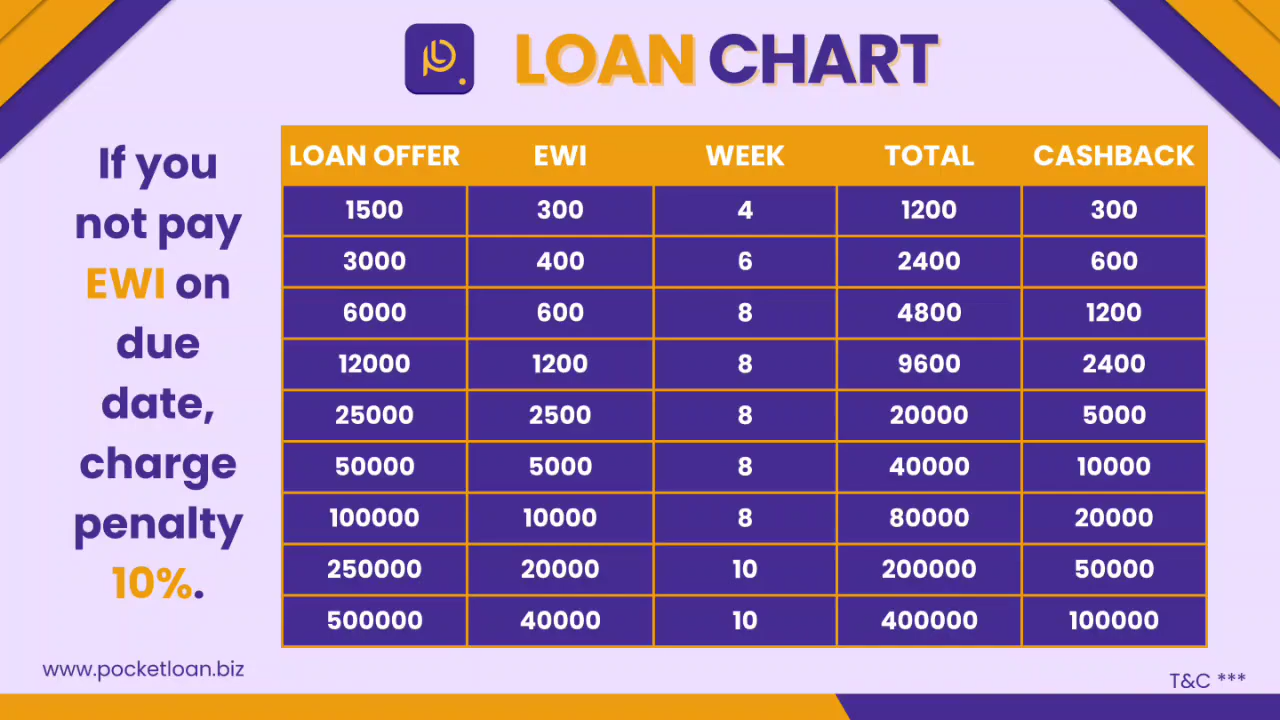 LOAN CHART
If you
not pay
EWI on
due
date,
charge
penalty
10%.
LOAN OFFER EWI WEEK TOTAL CASHBACK
1500 300 4 1200 300
3000 400 6 2400 600
6000 600 8 4800 1200
12000 1200 8 9600 2400
25000 2500 8 20000 5000
50000 5000 8 40000 10000
100000 10000 8 80000 20000
250000 20000 10 200000 50000
500000 40000 10 400000 100000
www.pocketloan.biz
T&C ***